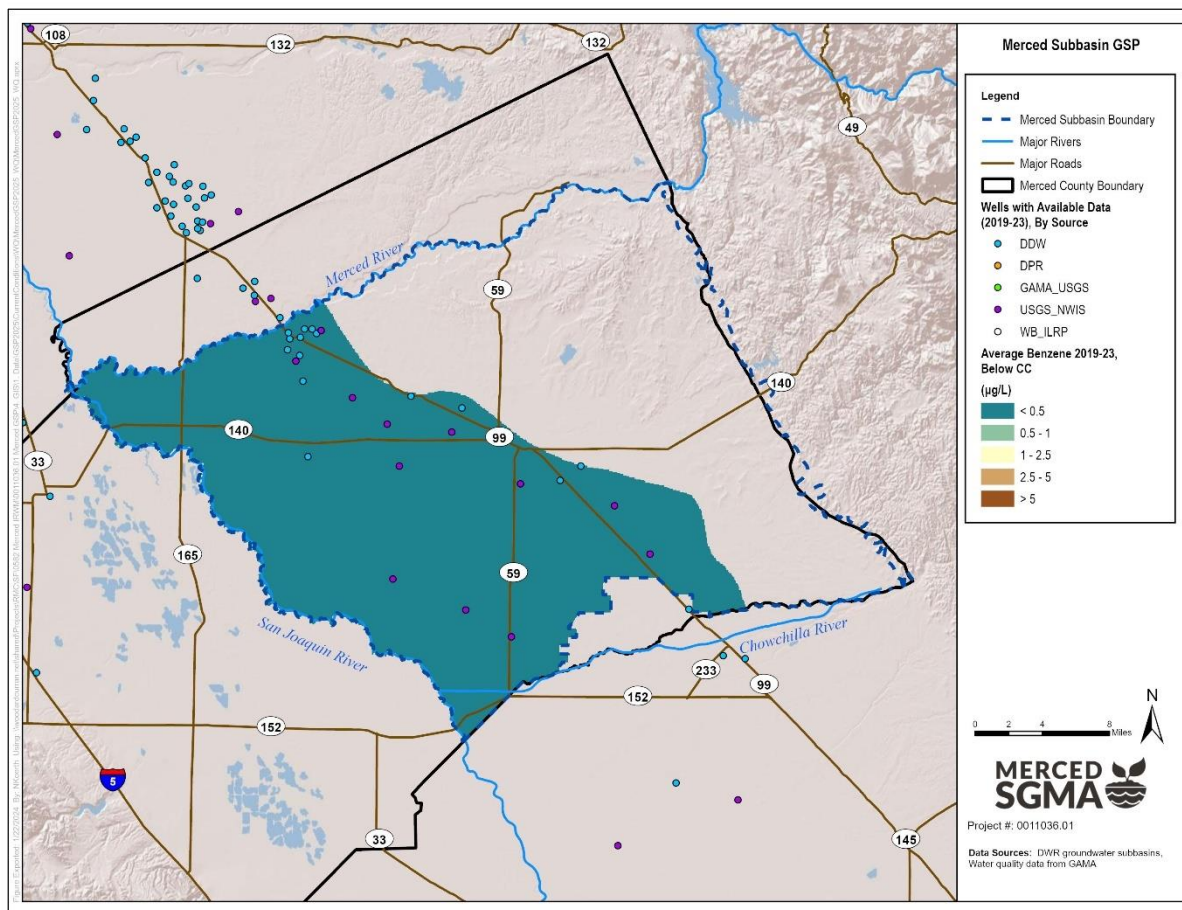 108
132
132
49
Merced River
59
140
99
140
33
165
59
San Joaquin River
Chowchilla River
233
99
152
152
5
33
145
Merced Subbasin GSP
Legend
Merced Subbasin Boundary
Major Rivers
Major Roads
Merced County Boundary
Wells with Available Data
(2019-23), By Source
DDW
DPR
GAMA_USGS
USGS_NWIS
WB_ILRP
Average Benzene 2019-23,
Below CC
(µg/L)
< 0.5
0.5 - 1
1 - 2.5
2.5 - 5
> 5
N
0 2 4 8
Miles
MERCED
SGMA
Project #: 0011036.01
Data Sources: DWR groundwater subbasins,
Water quality data from GAMA